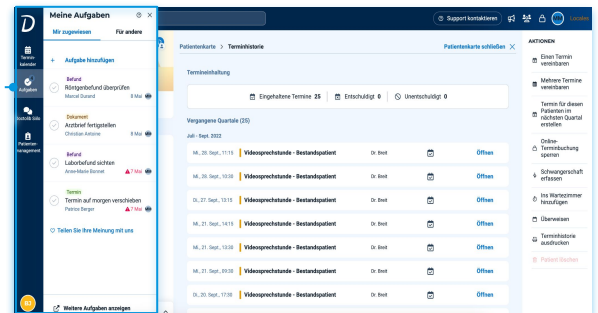 D
Termin-
kalender
Aufgaben
Patienten-
management
Meine Aufgaben
Mir zugewiesen
Für andere
+ Aufgabe hinzufügen
Befund
Röntgenbefund überprüfen
Marcel Durand
8 Mai
Dokument
Arztbrief fertigstellen
Christian Antoine
8 Mai
Befund
Laborbefund sichten
Anne-Marie Bonnet
7 Mai
Termin
Termin auf morgen verschieben
Patrice Berger
7 Mai
Teilen Sie Ihre Meinung mit uns
Weitere Aufgaben anzeigen
Support kontaktieren
Patientenkarte > Terminhistorie
Patientenkarte schließen
Termineinhaltung
Eingehaltene Termine 25
Entschuldigt 0
Unentschuldigt 0
Vergangene Quartale (25)
Juli - Sept. 2022
Mi., 28. Sept., 11:15 Videosprechstunde - Bestandspatient Dr. Breit Öffnen
Mi., 28. Sept., 10:30 Videosprechstunde - Bestandspatient Dr. Breit Öffnen
Di., 27. Sept., 13:15 Videosprechstunde - Bestandspatient Dr. Breit Öffnen
Mi., 21. Sept., 14:15 Videosprechstunde - Bestandspatient Dr. Breit Öffnen
Mi., 21. Sept., 13:30 Videosprechstunde - Bestandspatient Dr. Breit Öffnen
Mi., 21. Sept., 09:30 Videosprechstunde - Bestandspatient Dr. Breit Öffnen
Di., 20. Sept., 17:30 Videosprechstunde - Bestandspatient Dr. Breit Öffnen
AKTIONEN
Einen Termin
vereinbaren
Mehrere Termine
vereinbaren
Termin für diesen
Patienten im
nächsten Quartal
erstellen
Online-
Terminbuchung
sperren
Schwangerschaft
erfassen
Ins Wartezimmer
hinzufügen
Überweisen
Terminhistorie
ausdrucken
Patient löschen